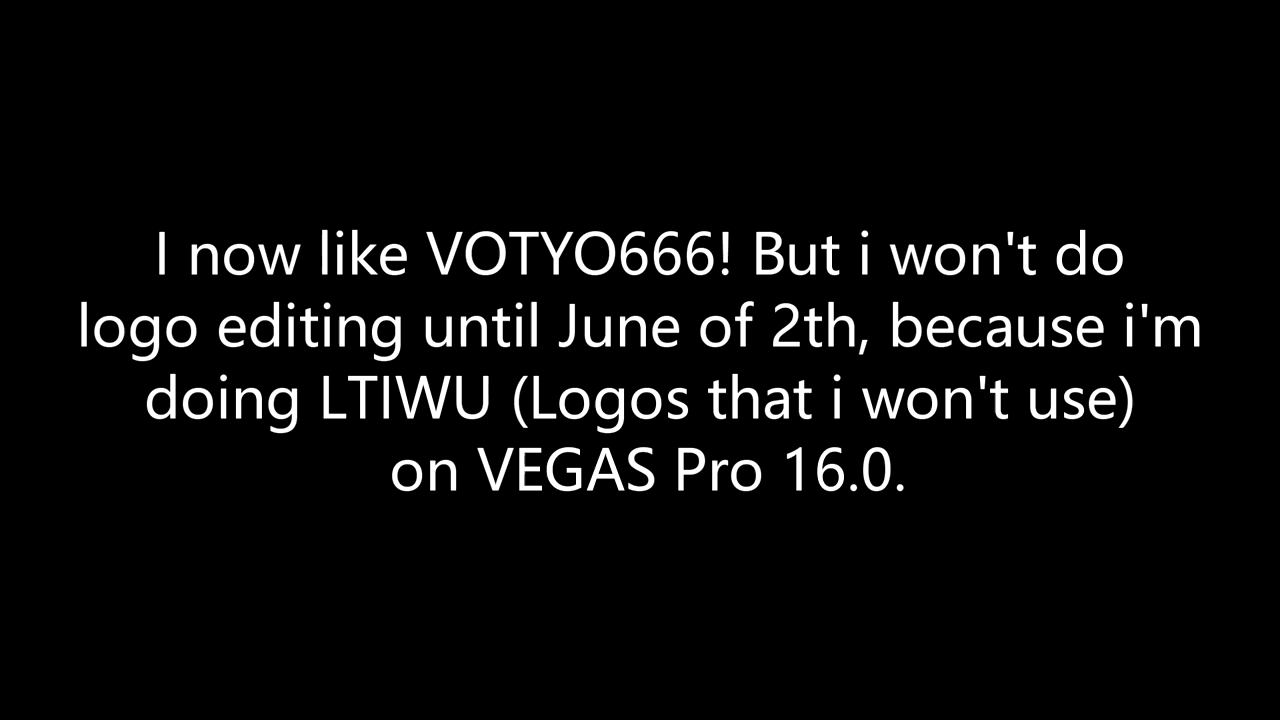 I now like VOTYO666! But i won't do
logo editing until June of 2th, because i'm
doing LTIWU (Logos that i won't use)
on VEGAS Pro 16.0.